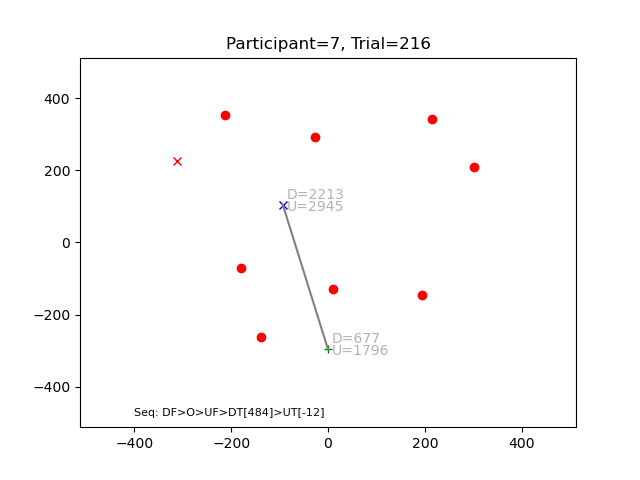 Participant=7, Trial=216
400
200
0
−200
−400
D=2213
U=2945
D=677
U=1796
Seq: DF>O>UF>DT[484]>UT[-12]
−400
−200
0
200
400